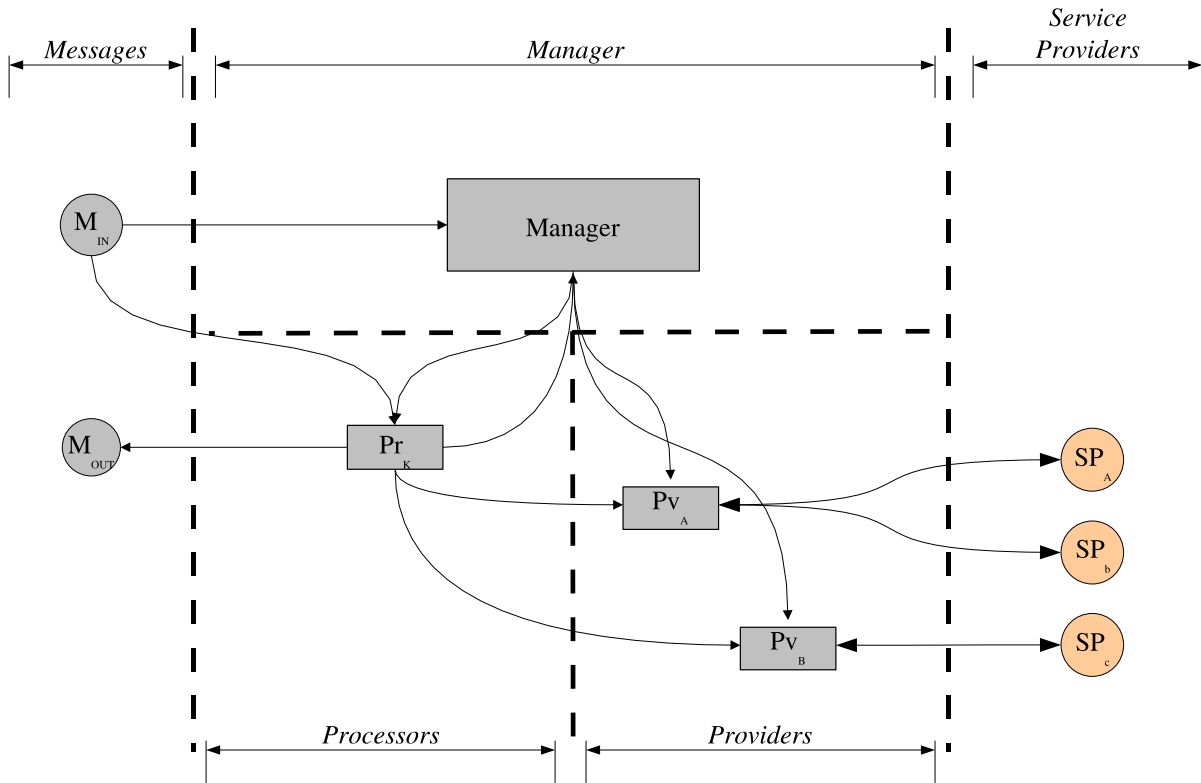 Messages
Manager
Service
Providers
M IN
Manager
M OUT
Pr K
SP A
Pv A
SP b
Pv B
SP c
Processors
Providers